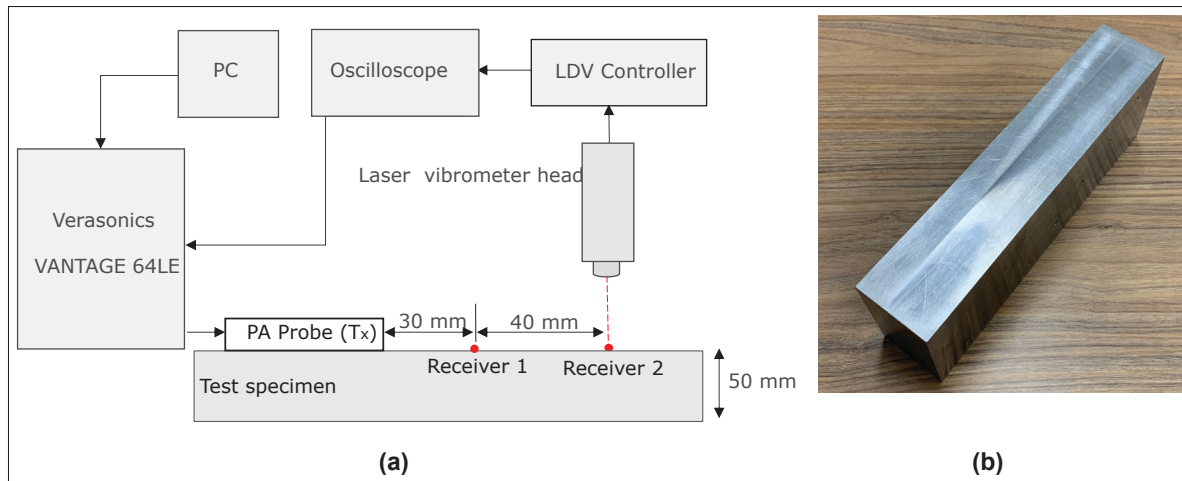 PC
Oscilloscope
LDV Controller
Laser vibrometer head
Verasonics
VANTAGE 64LE
PA Probe (Tx)
30 mm
40 mm
Receiver 1
Receiver 2
Test specimen
50 mm
(a)
(b)